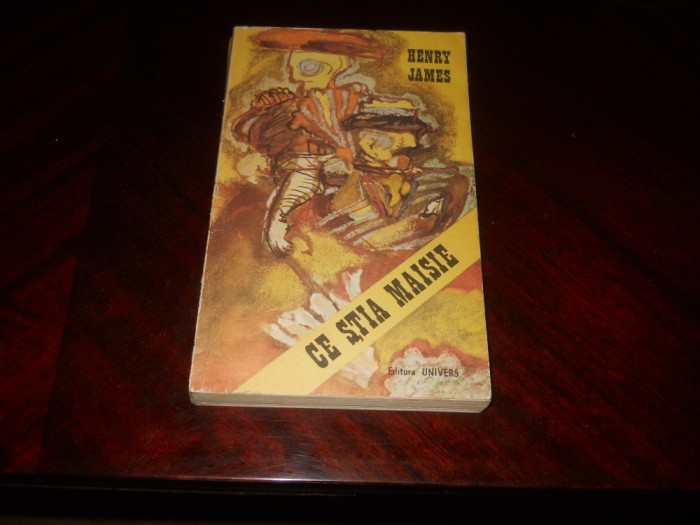 HENRY
JAMES
CE ȘTIA MAISIE
Editura UNIVERS